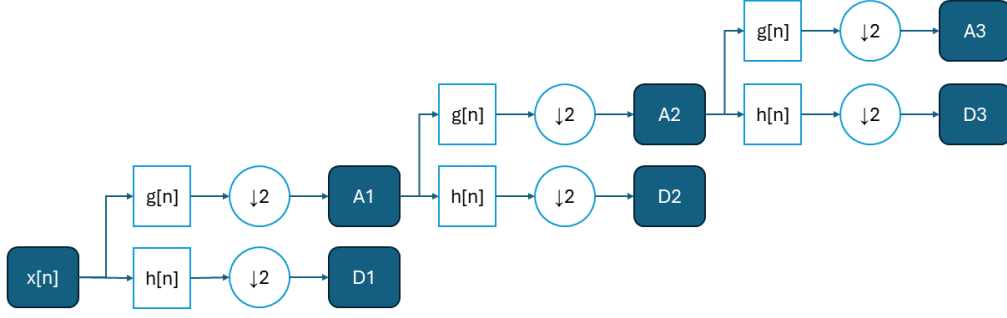 g[n] ↓2 A3
g[n] ↓2 A2 h[n] ↓2 D3
g[n] ↓2 A1 h[n] ↓2 D2
x[n] h[n] ↓2 D1